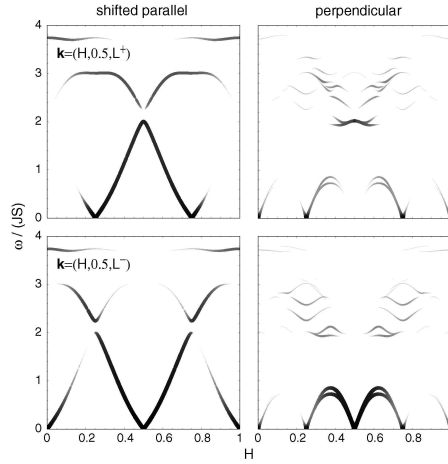 shifted parallel perpendicular
4
k=(H,0.5,L⁺)
3
2
1
0
4
k=(H,0.5,L⁻)
3
2
1
0
ω / (JS)
0 0.2 0.4 0.6 0.8 1 0 0.2 0.4 0.6 0.8
H